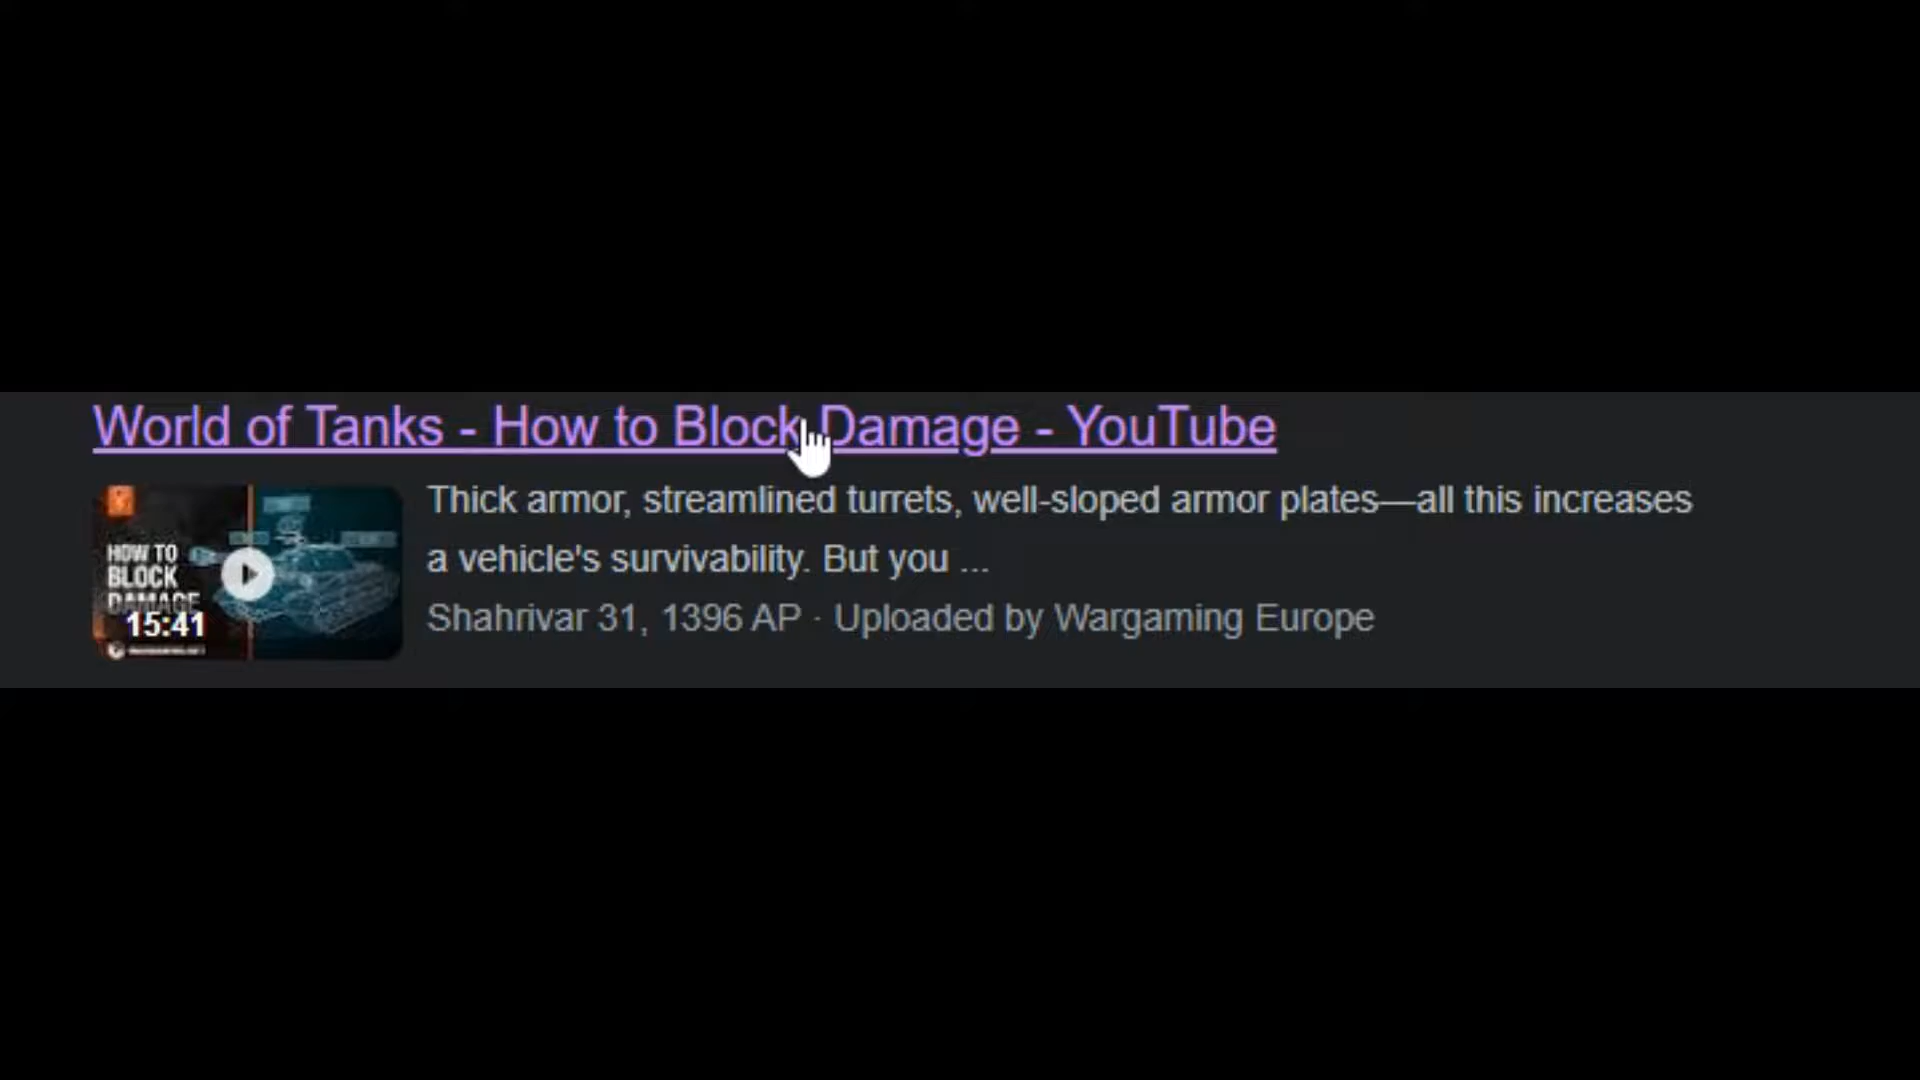 World of Tanks - How to Block Damage - YouTube
Thick armor, streamlined turrets, well-sloped armor plates—all this increases
a vehicle's survivability. But you ...
Shahrivar 31, 1396 AP · Uploaded by Wargaming Europe
HOW TO
BLOCK
DAMAGE
15:41